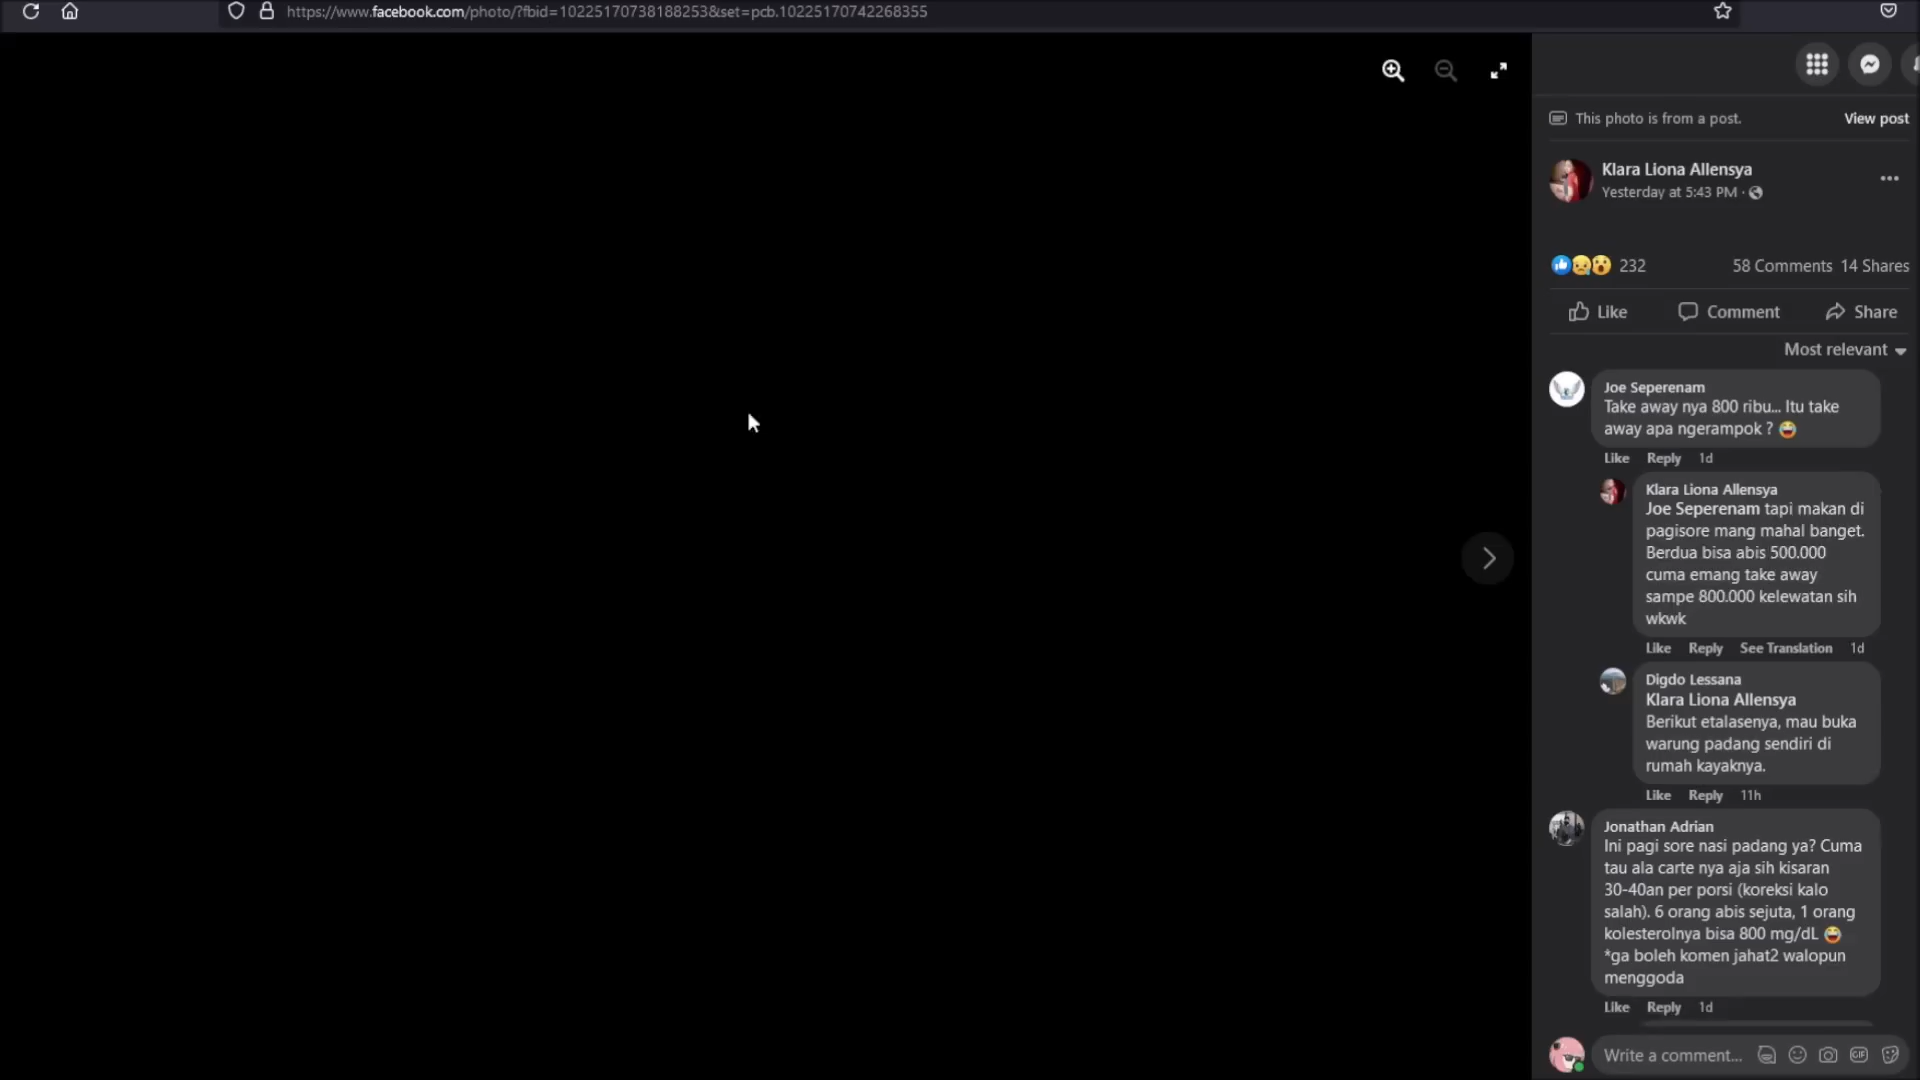 https://www.facebook.com/photo/?fbid=10225170738188253&set=pcb.10225170742268355
This photo is from a post.
View post
Klara Liona Allensya
Yesterday at 5:43 PM ·
232
58 Comments 14 Shares
Like Comment Share
Most relevant
Joe Seperenam
Take away nya 800 ribu... Itu take
away apa ngerampok ? 😂
Like Reply 1d
Klara Liona Allensya
Joe Seperenam tapi makan di
pagisore mang mahal banget.
Berdua bisa abis 500.000
cuma emang take away
sampe 800.000 kelewatan sih
wkwk
Like Reply See Translation 1d
Digdo Lessana
Klara Liona Allensya
Berikut etalasenya, mau buka
warung padang sendiri di
rumah kayaknya.
Like Reply 11h
Jonathan Adrian
Ini pagi sore nasi padang ya? Cuma
tau ala carte nya aja sih kisaran
30-40an per porsi (koreksi kalo
salah). 6 orang abis sejuta, 1 orang
kolesterolnya bisa 800 mg/dL 😂
*ga boleh komen jahat2 walopun
menggoda
Like Reply 1d
Write a comment...
GIF